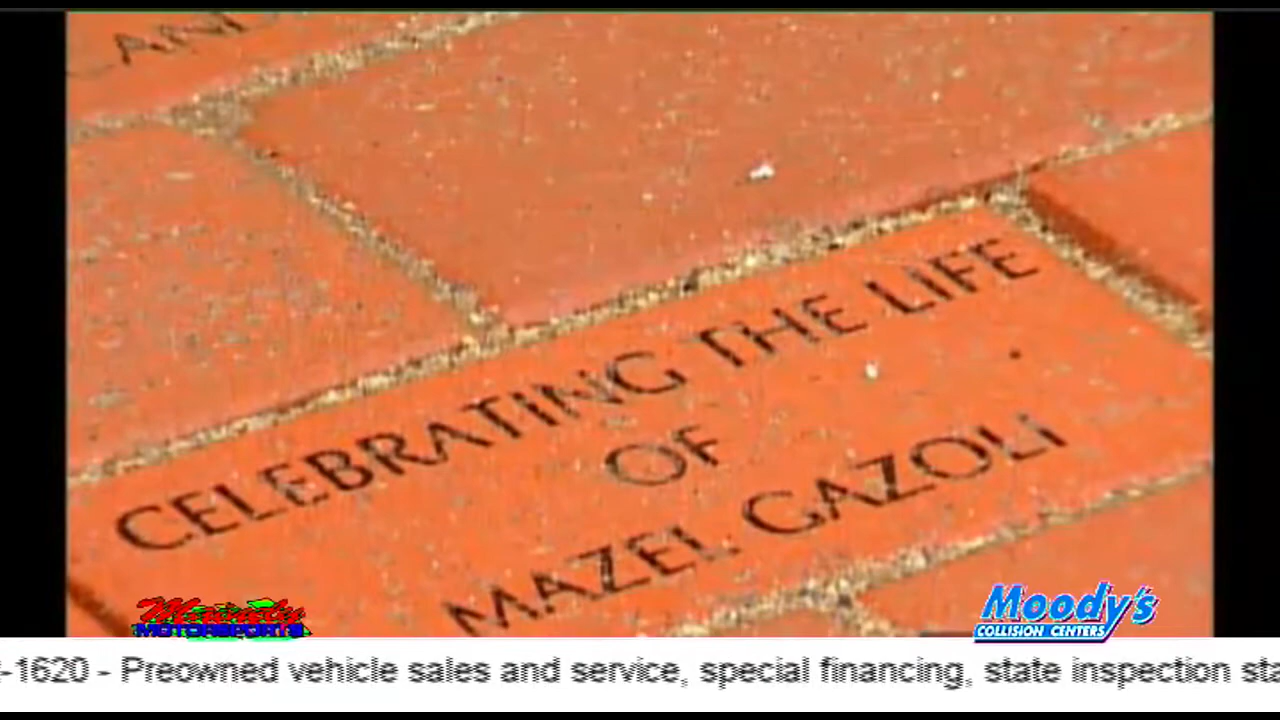 AND
CELEBRATING THE LIFE
OF
MAZEL GAZOLI
MOTORSPORTS
Moody's
COLLISION CENTERS
-1620 - Preowned vehicle sales and service, special financing, state inspection sta